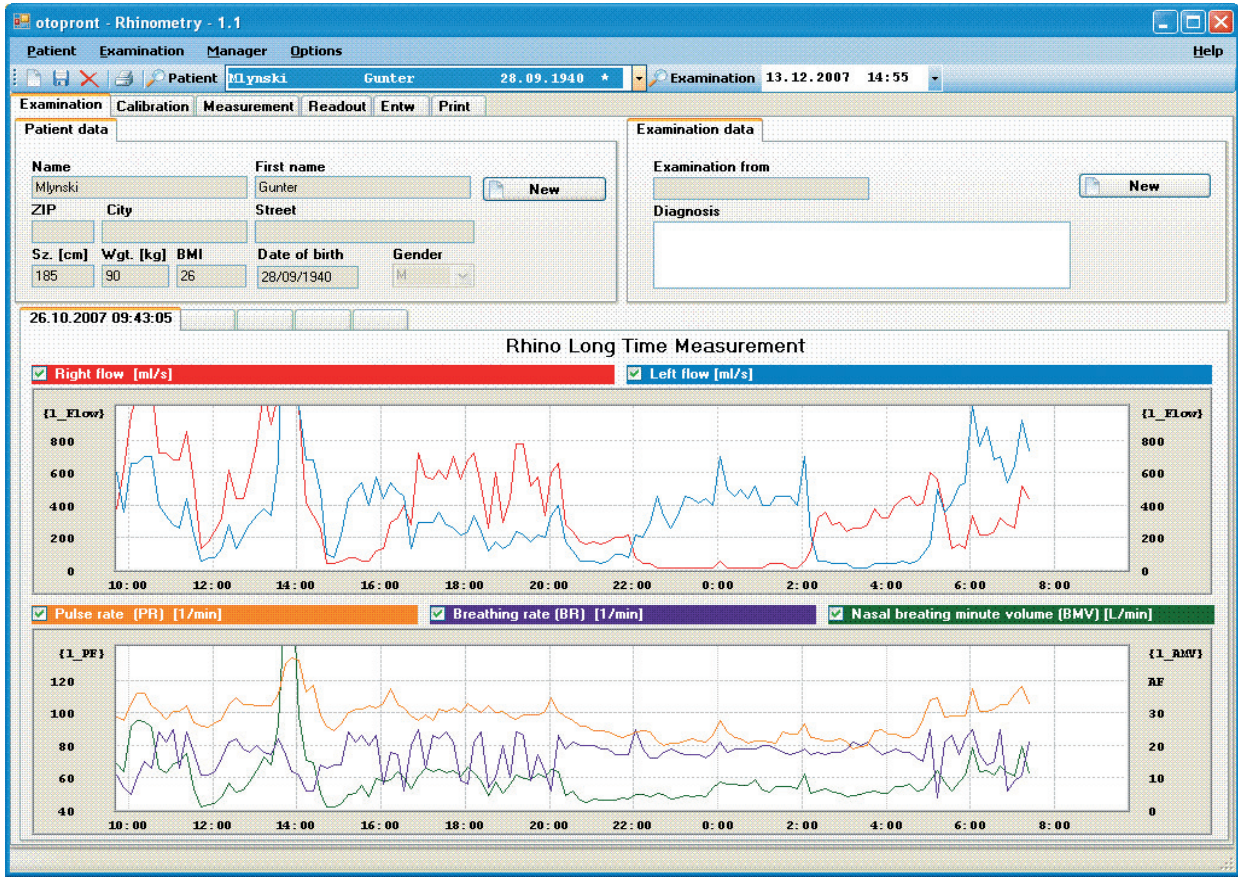 otopront - Rhinometry - 1.1
Patient Examination Manager Options Help
Patient Mlynski Gunter 28.09.1940 * Examination 13.12.2007 14:55
Examination Calibration Measurement Readout Entw Print
Patient data
Name First name
Mlynski Gunter New
ZIP City Street
Sz. [cm] Wgt. [kg] BMI Date of birth Gender
185 90 26 28/09/1940 M
Examination data
Examination from
New
Diagnosis
26.10.2007 09:43:05
Rhino Long Time Measurement
Right flow [ml/s] Left flow [ml/s]
{l_Flow} {l_Flow}
800 800
600 600
400 400
200 200
0 0
10:00 12:00 14:00 16:00 18:00 20:00 22:00 0:00 2:00 4:00 6:00 8:00
Pulse rate (PR) [1/min] Breathing rate (BR) [1/min] Nasal breating minute volume (BMV) [L/min]
{l_PF} {l_AMV}
120 AF
100 30
80 20
60 10
40 0
10:00 12:00 14:00 16:00 18:00 20:00 22:00 0:00 2:00 4:00 6:00 8:00